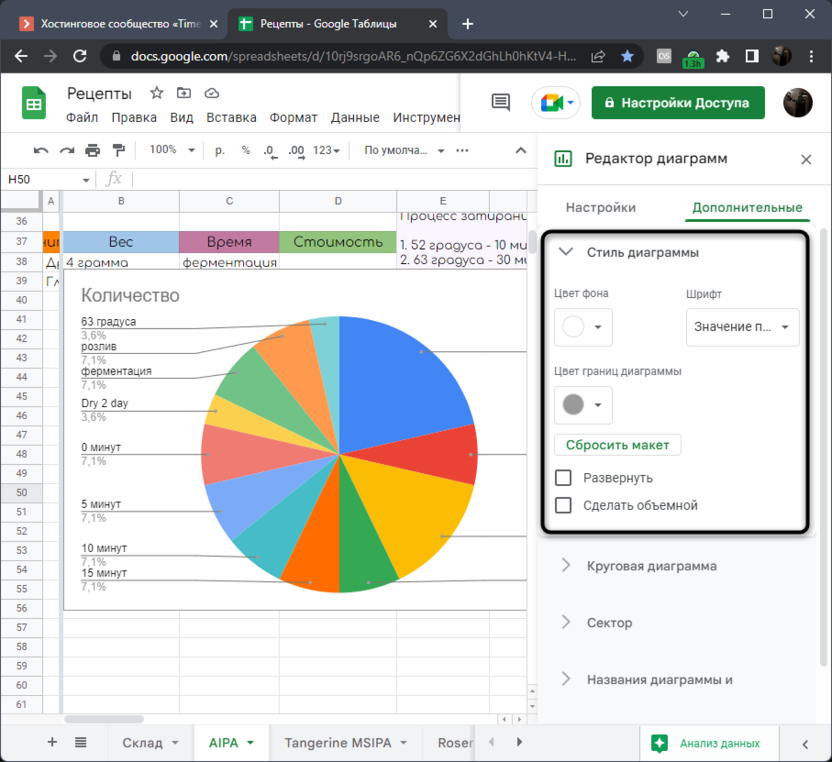 Хостинговое сообщество «Time
Рецепты - Google Таблицы
docs.google.com/spreadsheets/d/10rj9srgoAR6_nQp6ZG6X2dGhLh0hKtV4-H...
OS
1.3h
Рецепты
Файл Правка Вид Вставка Формат Данные Инструмен
Настройки Доступа
100% р. % .0 .00 123 По умолча...
H50
fx
Редактор диаграмм
Настройки Дополнительные
A B C D E
36 Процесс затирани
37 Вес Время Стоимость 1. 52 градуса - 10 ми
38 4 грамма ферментация 2. 63 градуса - 30 ми
39
40
41
42
43
44
45
46
47
48
49
50
51
52
53
54
55
56
57
58
59
60
61
Количество
63 градуса
3,6%
розлив
7,1%
ферментация
7,1%
Dry 2 day
3,6%
0 минут
7,1%
5 минут
7,1%
10 минут
7,1%
15 минут
7,1%
Стиль диаграммы
Цвет фона Шрифт
Значение п...
Цвет границ диаграммы
Сбросить макет
Развернуть
Сделать объемной
Круговая диаграмма
Сектор
Названия диаграммы и
Склад AIPA Tangerine MSIPA Roser
Анализ данных